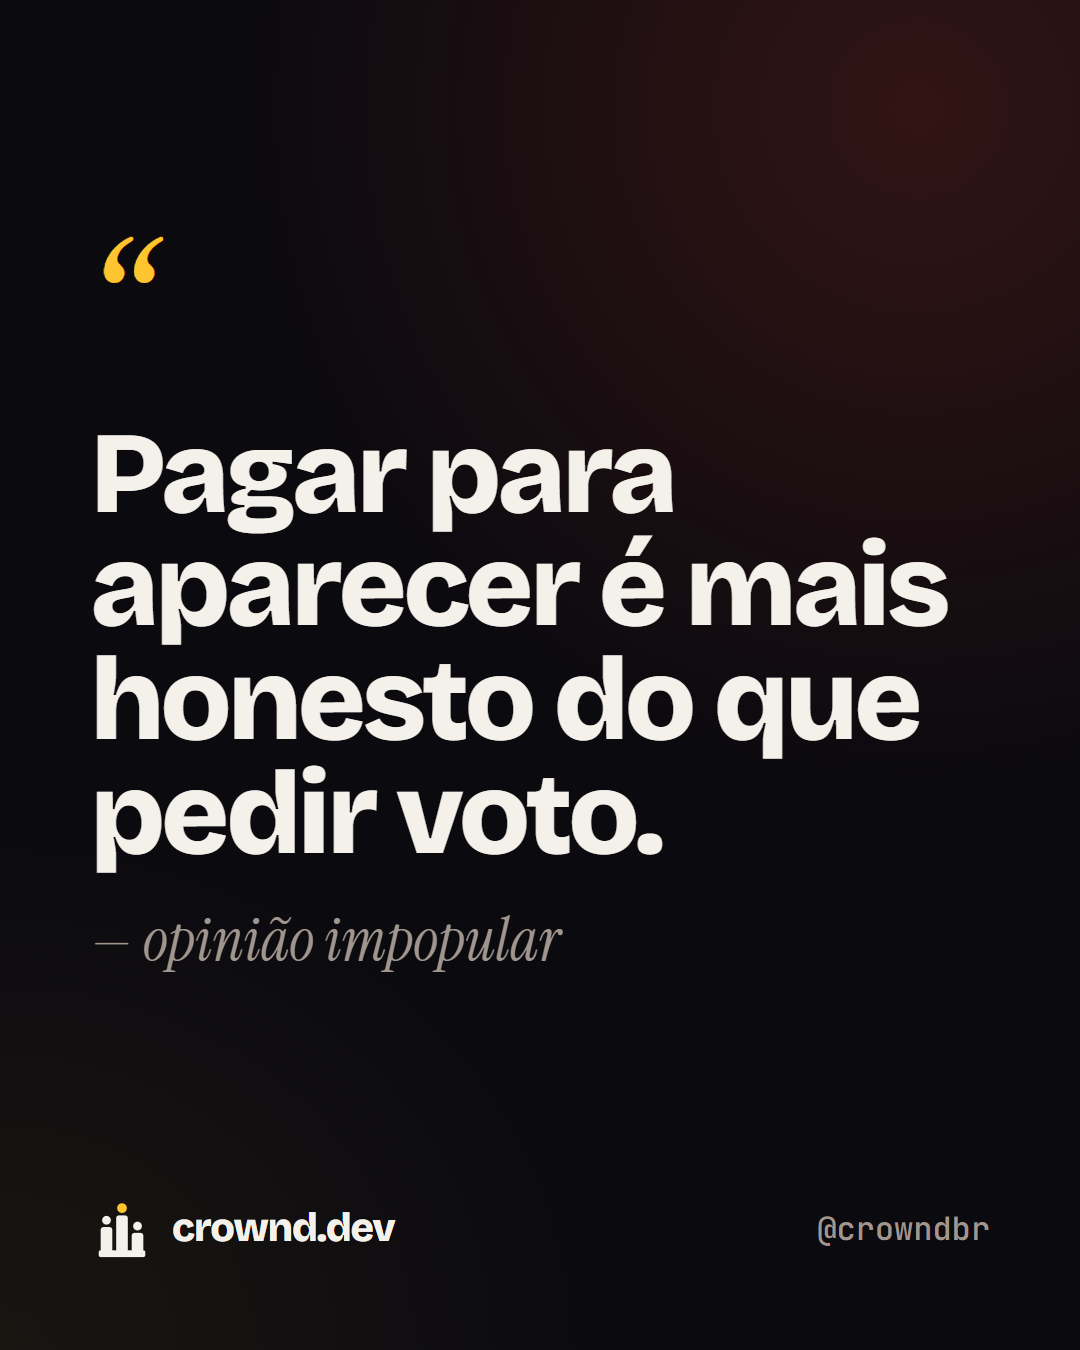 “
Pagar para
aparecer é mais
honesto do que
pedir voto.
— opinião impopular
crownd.dev
@crowndbr